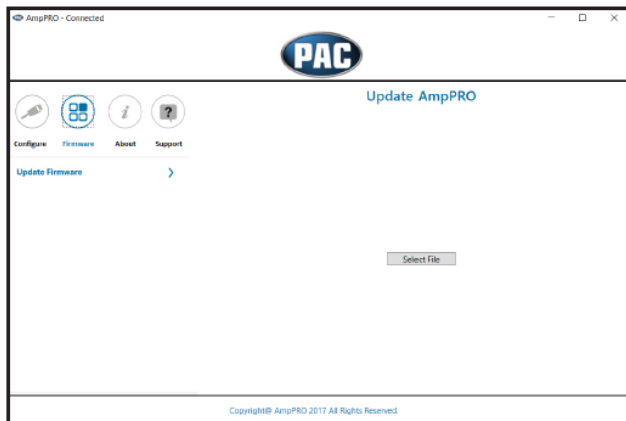 AmpPRO - Connected
PAC
Update AmpPRO
Configure
Firmware
About
Support
Update Firmware
Select File
Copyright@ AmpPRO 2017 All Rights Reserved.